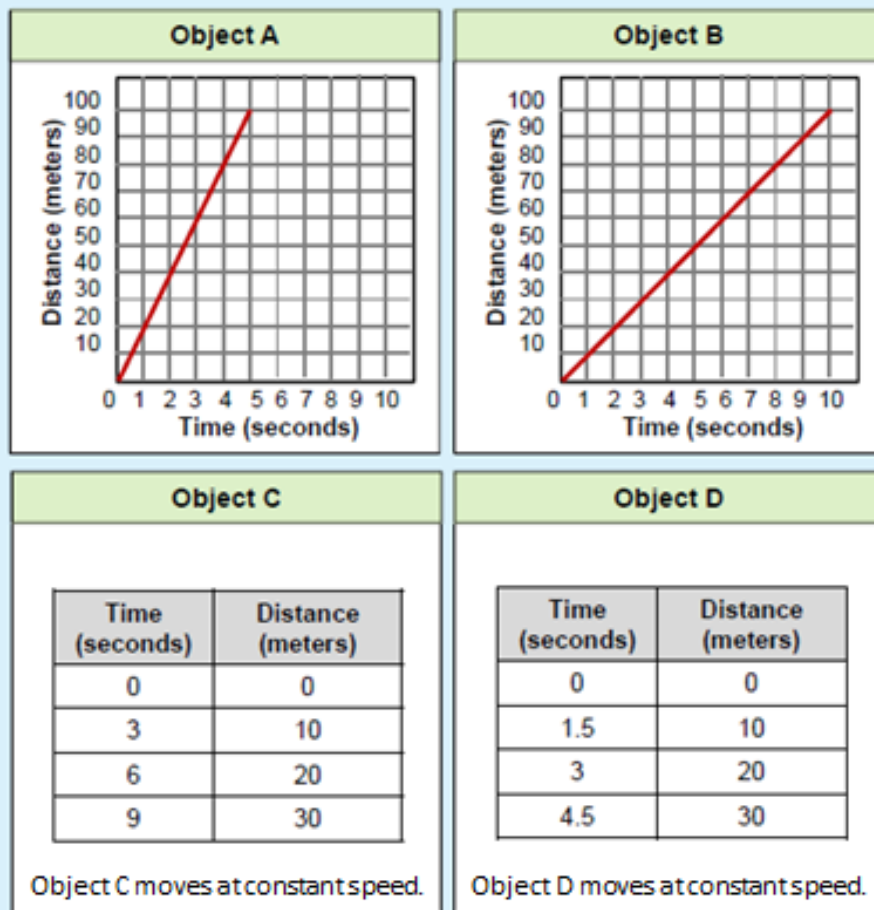 Object A
100
90
80
70
60
50
40
30
20
10
Distance (meters)
0 1 2 3 4 5 6 7 8 9 10
Time (seconds)
Object B
100
90
80
70
60
50
40
30
20
10
Distance (meters)
0 1 2 3 4 5 6 7 8 9 10
Time (seconds)
Object C
Time (seconds) Distance (meters)
0 0
3 10
6 20
9 30
Object C moves at constant speed.
Object D
Time (seconds) Distance (meters)
0 0
1.5 10
3 20
4.5 30
Object D moves at constant speed.